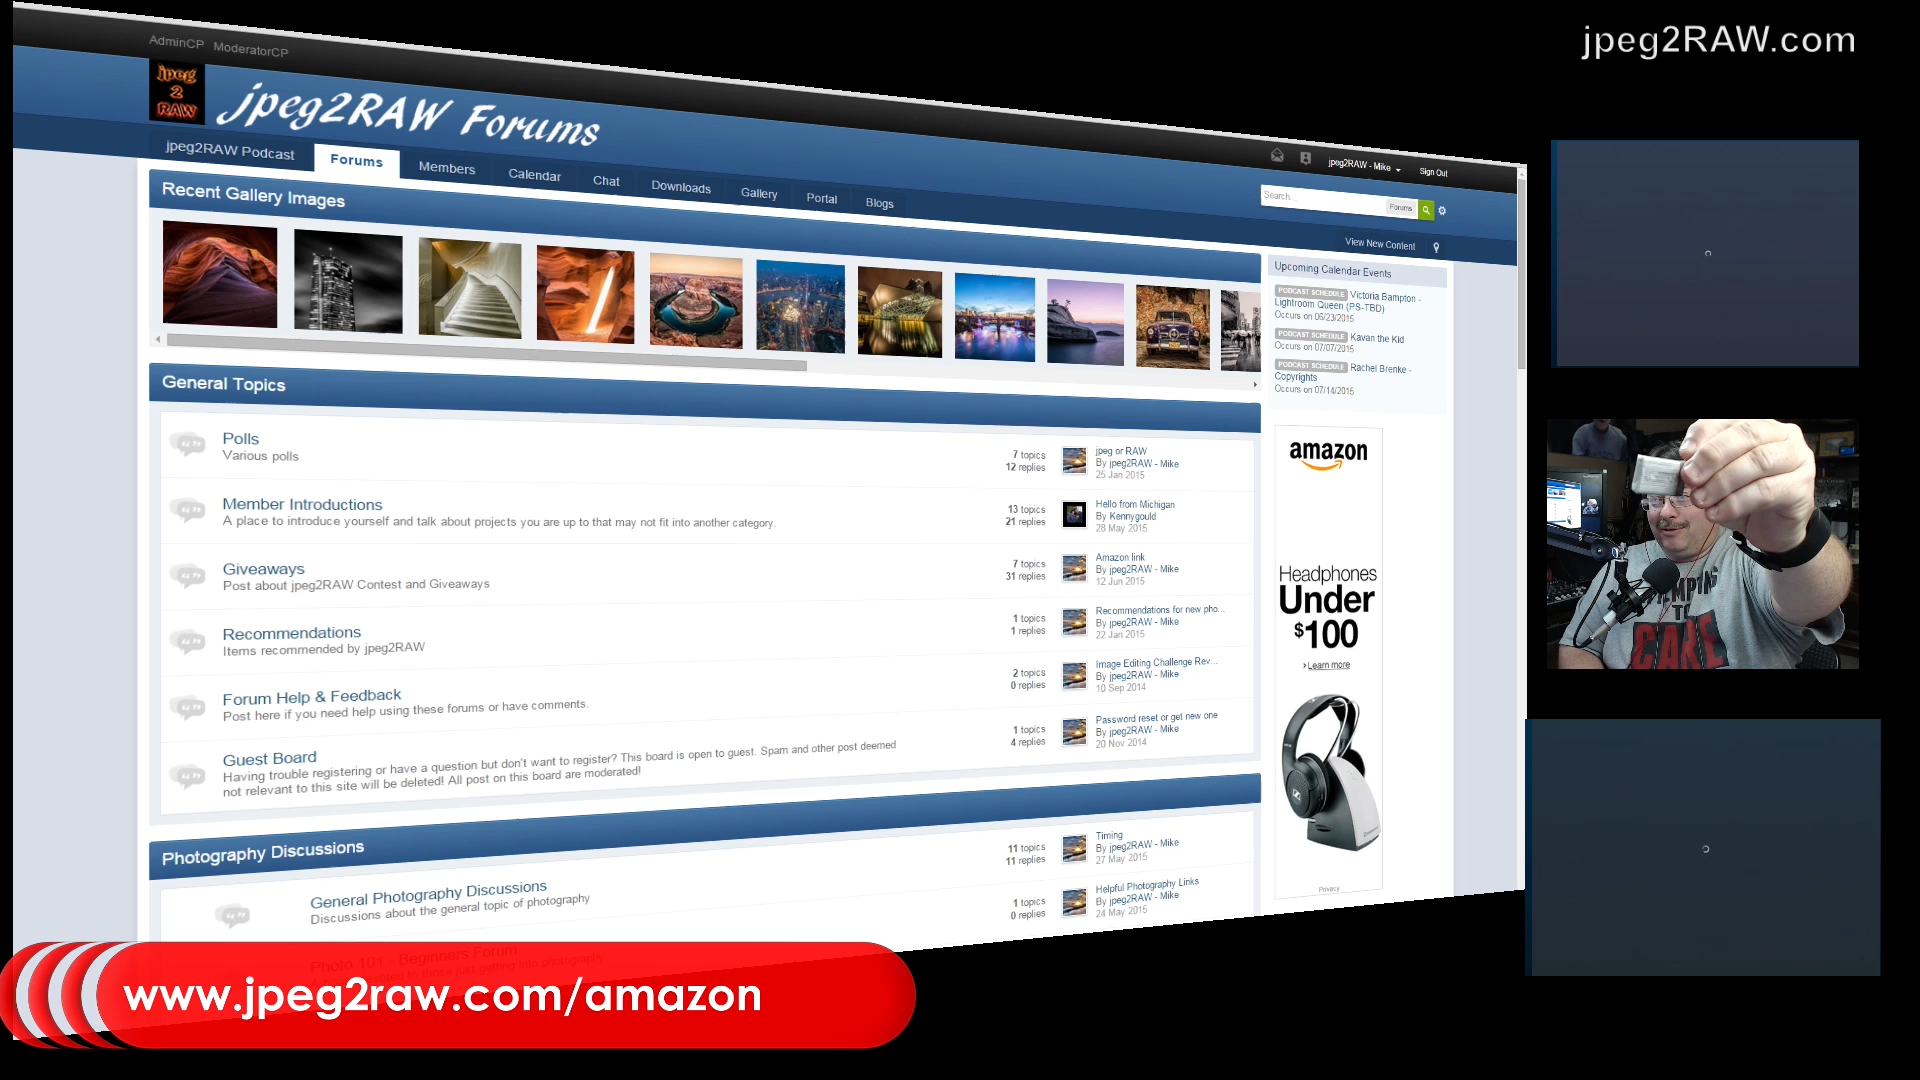 jpeg2RAW.com
AdminCP ModeratorCP
jpeg
2
RAW
jpeg2RAW Forums
jpeg2RAW - Mike
Sign Out
jpeg2RAW Podcast
Forums
Members
Calendar
Chat
Downloads
Gallery
Portal
Blogs
Search...
Forums
View New Content
Recent Gallery Images
Upcoming Calendar Events
PODCAST SCHEDULE Victoria Bampton -
Lightroom Queen (PS-TBD)
Occurs on 06/23/2015
PODCAST SCHEDULE Kavan the Kid
Occurs on 07/07/2015
PODCAST SCHEDULE Rachel Brenke -
Copyrights
Occurs on 07/14/2015
General Topics
Polls
Various polls
7 topics
12 replies
jpeg or RAW
By jpeg2RAW - Mike
25 Jan 2015
Member Introductions
A place to introduce yourself and talk about projects you are up to that may not fit into another category.
13 topics
21 replies
Hello from Michigan
By Kennygould
28 May 2015
Giveaways
Post about jpeg2RAW Contest and Giveaways
7 topics
31 replies
Amazon link
By jpeg2RAW - Mike
12 Jun 2015
Recommendations
Items recommended by jpeg2RAW
1 topics
1 replies
Recommendations for new pho...
By jpeg2RAW - Mike
22 Jan 2015
Forum Help & Feedback
Post here if you need help using these forums or have comments.
2 topics
0 replies
Image Editing Challenge Rev...
By jpeg2RAW - Mike
10 Sep 2014
Guest Board
Having trouble registering or have a question but don't want to register? This board is open to guest. Spam and other post deemed
not relevant to this site will be deleted! All post on this board are moderated!
1 topics
4 replies
Password reset or get new one
By jpeg2RAW - Mike
20 Nov 2014
amazon
Headphones
Under
$100
›Learn more
Privacy
Photography Discussions
General Photography Discussions
Discussions about the general topic of photography
11 topics
11 replies
Timing
By jpeg2RAW - Mike
27 May 2015
Photo 101 - Beginners Forum
1 topics
0 replies
Helpful Photography Links
By jpeg2RAW - Mike
24 May 2015
TO
CARE
www.jpeg2raw.com/amazon